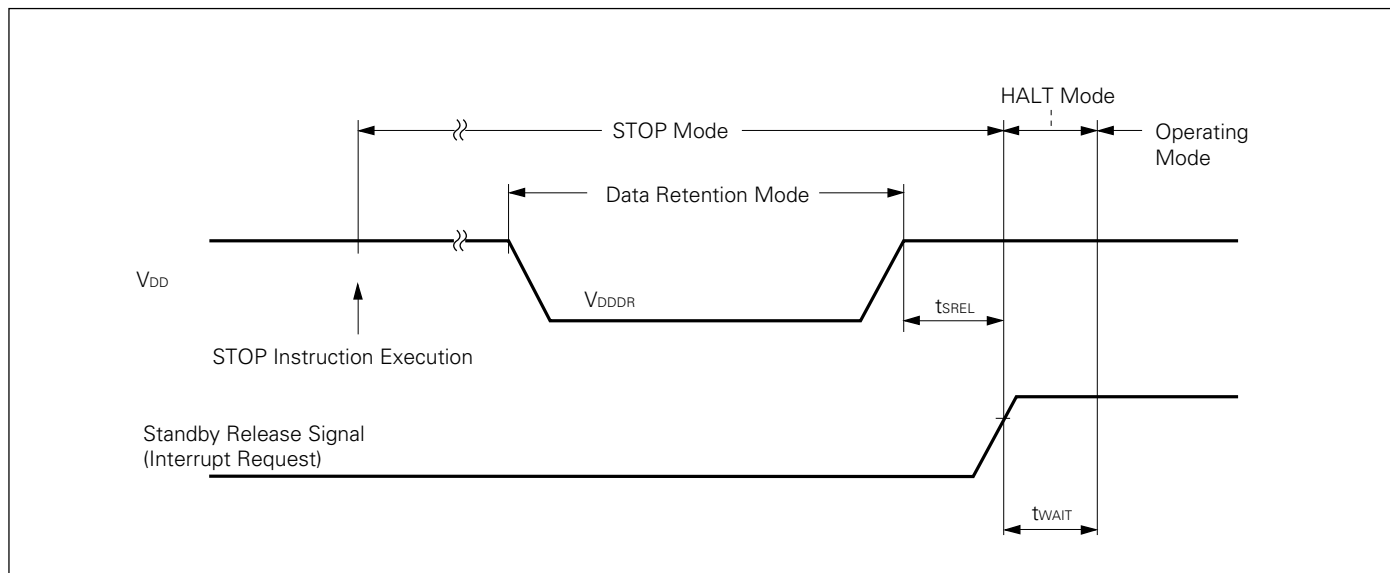 HALT Mode
STOP Mode
Operating
Mode
Data Retention Mode
VDD
VDDDR
tSREL
STOP Instruction Execution
Standby Release Signal
(Interrupt Request)
tWAIT